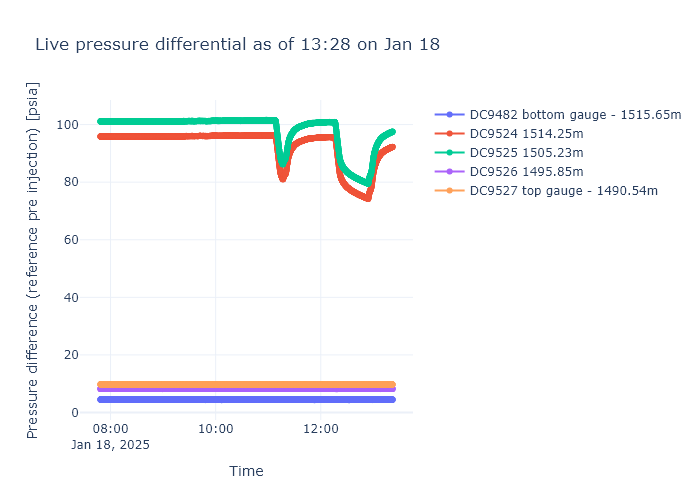 Live pressure differential as of 13:28 on Jan 18
Pressure difference (reference pre injection) [psia]
100
80
60
40
20
0
08:00
Jan 18, 2025
10:00
12:00
Time
DC9482 bottom gauge - 1515.65m
DC9524 1514.25m
DC9525 1505.23m
DC9526 1495.85m
DC9527 top gauge - 1490.54m